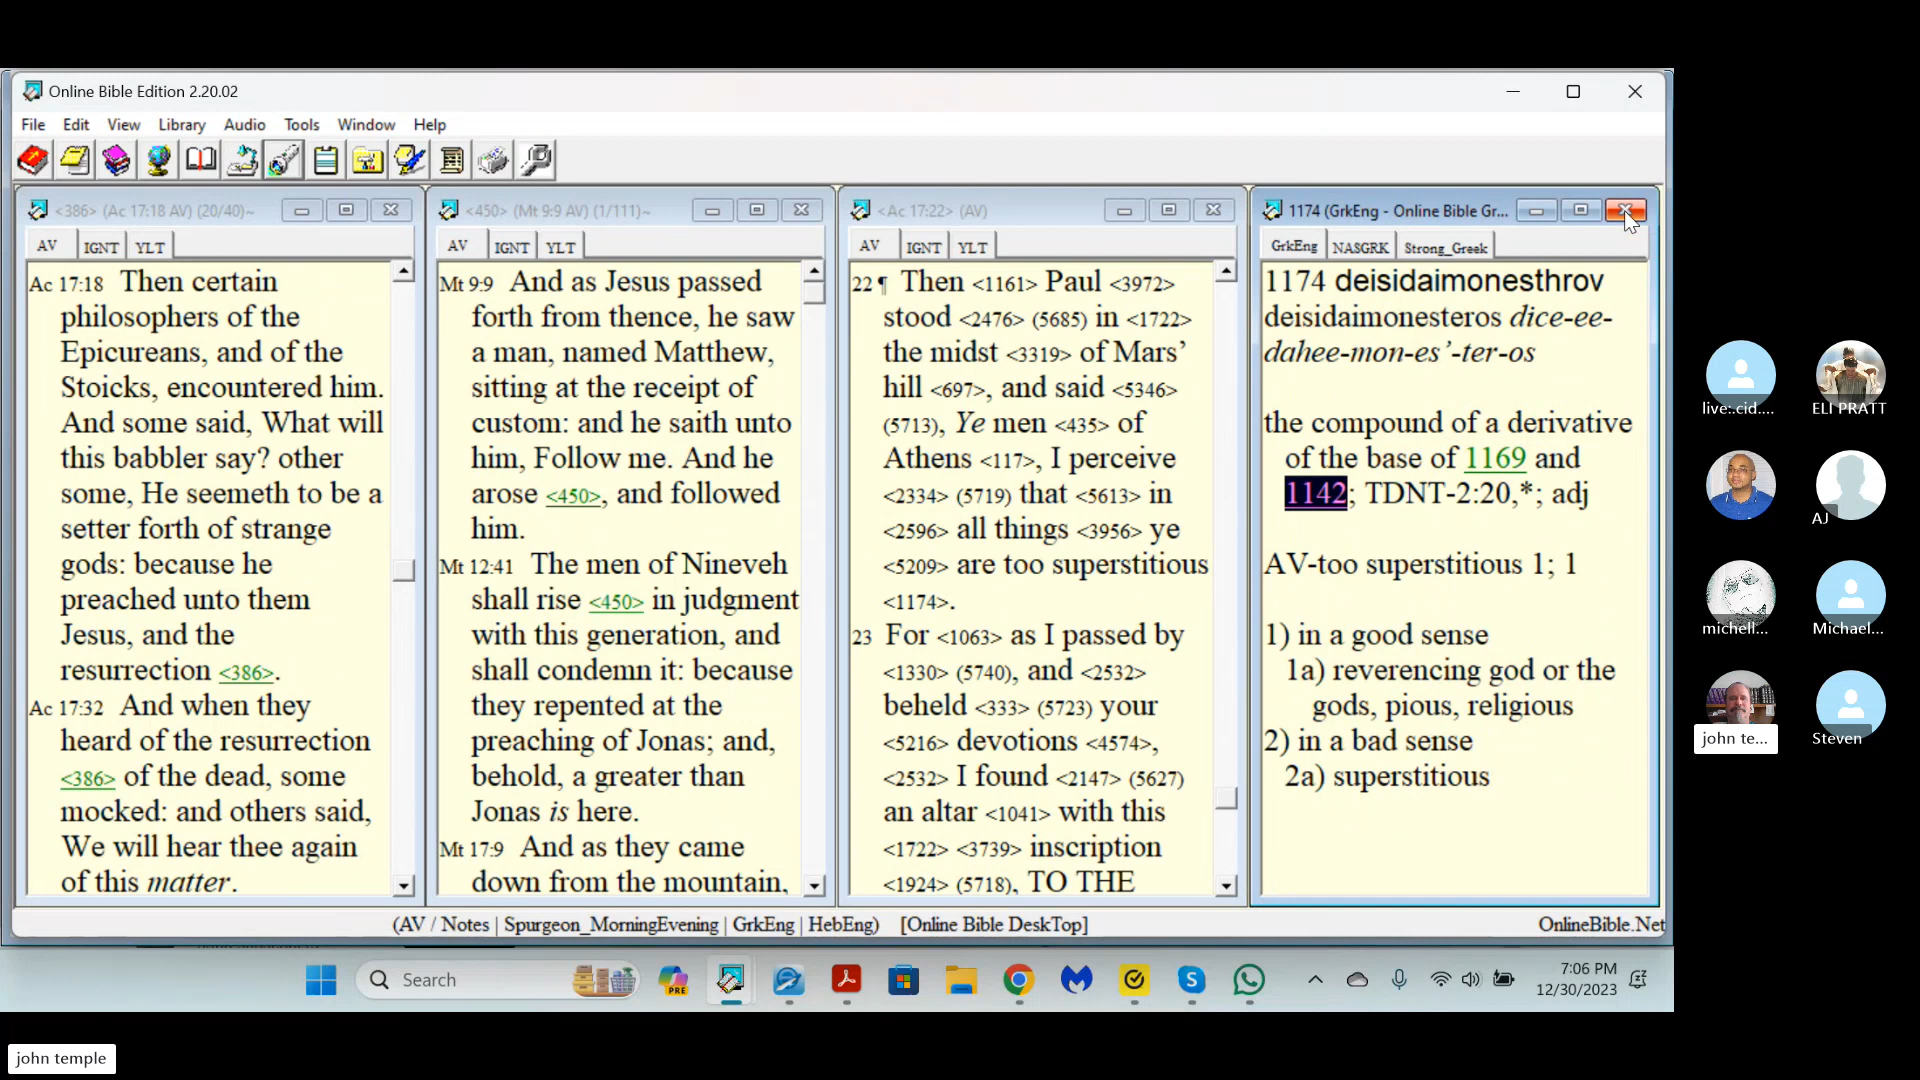 Online Bible Edition 2.20.02
File Edit View Library Audio Tools Window Help
<386> (Ac 17:18 AV) (20/40)~
AV IGNT YLT
Ac 17:18 Then certain
philosophers of the
Epicureans, and of the
Stoicks, encountered him.
And some said, What will
this babbler say? other
some, He seemeth to be a
setter forth of strange
gods: because he
preached unto them
Jesus, and the
resurrection <386>.
Ac 17:32 And when they
heard of the resurrection
<386> of the dead, some
mocked: and others said,
We will hear thee again
of this matter.
<450> (Mt 9:9 AV) (1/111)~
AV IGNT YLT
Mt 9:9 And as Jesus passed
forth from thence, he saw
a man, named Matthew,
sitting at the receipt of
custom: and he saith unto
him, Follow me. And he
arose <450>, and followed
him.
Mt 12:41 The men of Nineveh
shall rise <450> in judgment
with this generation, and
shall condemn it: because
they repented at the
preaching of Jonas; and,
behold, a greater than
Jonas is here.
Mt 17:9 And as they came
down from the mountain,
<Ac 17:22> (AV)
AV IGNT YLT
22 ¶ Then <1161> Paul <3972>
stood <2476> (5685) in <1722>
the midst <3319> of Mars’
hill <697>, and said <5346>
(5713), Ye men <435> of
Athens <117>, I perceive
<2334> (5719) that <5613> in
<2596> all things <3956> ye
<5209> are too superstitious
<1174>.
23 For <1063> as I passed by
<1330> (5740), and <2532>
beheld <333> (5723) your
<5216> devotions <4574>,
<2532> I found <2147> (5627)
an altar <1041> with this
<1722> <3739> inscription
<1924> (5718), TO THE
1174 (GrkEng - Online Bible Gr...
GrkEng NASGRK Strong_Greek
1174 deisidaimonesthrov
deisidaimonesteros dice-ee-
dahee-mon-es’-ter-os
the compound of a derivative
of the base of 1169 and
1142; TDNT-2:20,*; adj
AV-too superstitious 1; 1
1) in a good sense
1a) reverencing god or the
gods, pious, religious
2) in a bad sense
2a) superstitious
(AV / Notes | Spurgeon_MorningEvening | GrkEng | HebEng) [Online Bible DeskTop]
OnlineBible.Net
Search
PRE
7:06 PM
12/30/2023
live:.cid....
ELI PRATT
AJ
michell...
Michael...
john te...
Steven
john temple